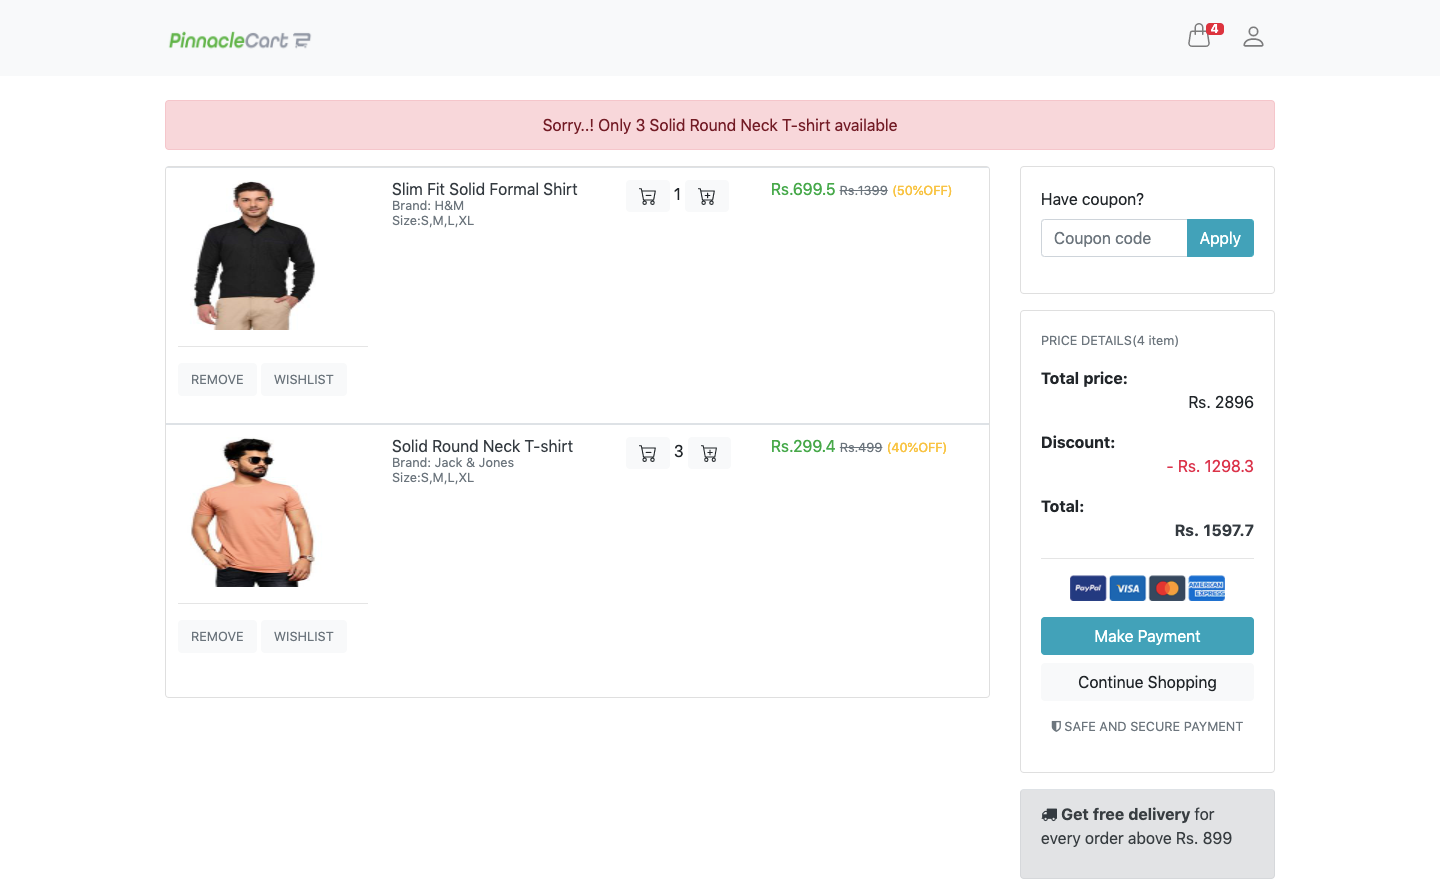 PinnacleCart
4
Sorry..! Only 3 Solid Round Neck T-shirt available
Slim Fit Solid Formal Shirt
Brand: H&M
Size:S,M,L,XL
1
Rs.699.5 Rs.1399 (50%OFF)
REMOVE WISHLIST
Solid Round Neck T-shirt
Brand: Jack & Jones
Size:S,M,L,XL
3
Rs.299.4 Rs.499 (40%OFF)
REMOVE WISHLIST
Have coupon?
Coupon code Apply
PRICE DETAILS(4 item)
Total price:
Rs. 2896
Discount:
- Rs. 1298.3
Total:
Rs. 1597.7
PayPal VISA AMERICAN EXPRESS
Make Payment
Continue Shopping
SAFE AND SECURE PAYMENT
Get free delivery for
every order above Rs. 899